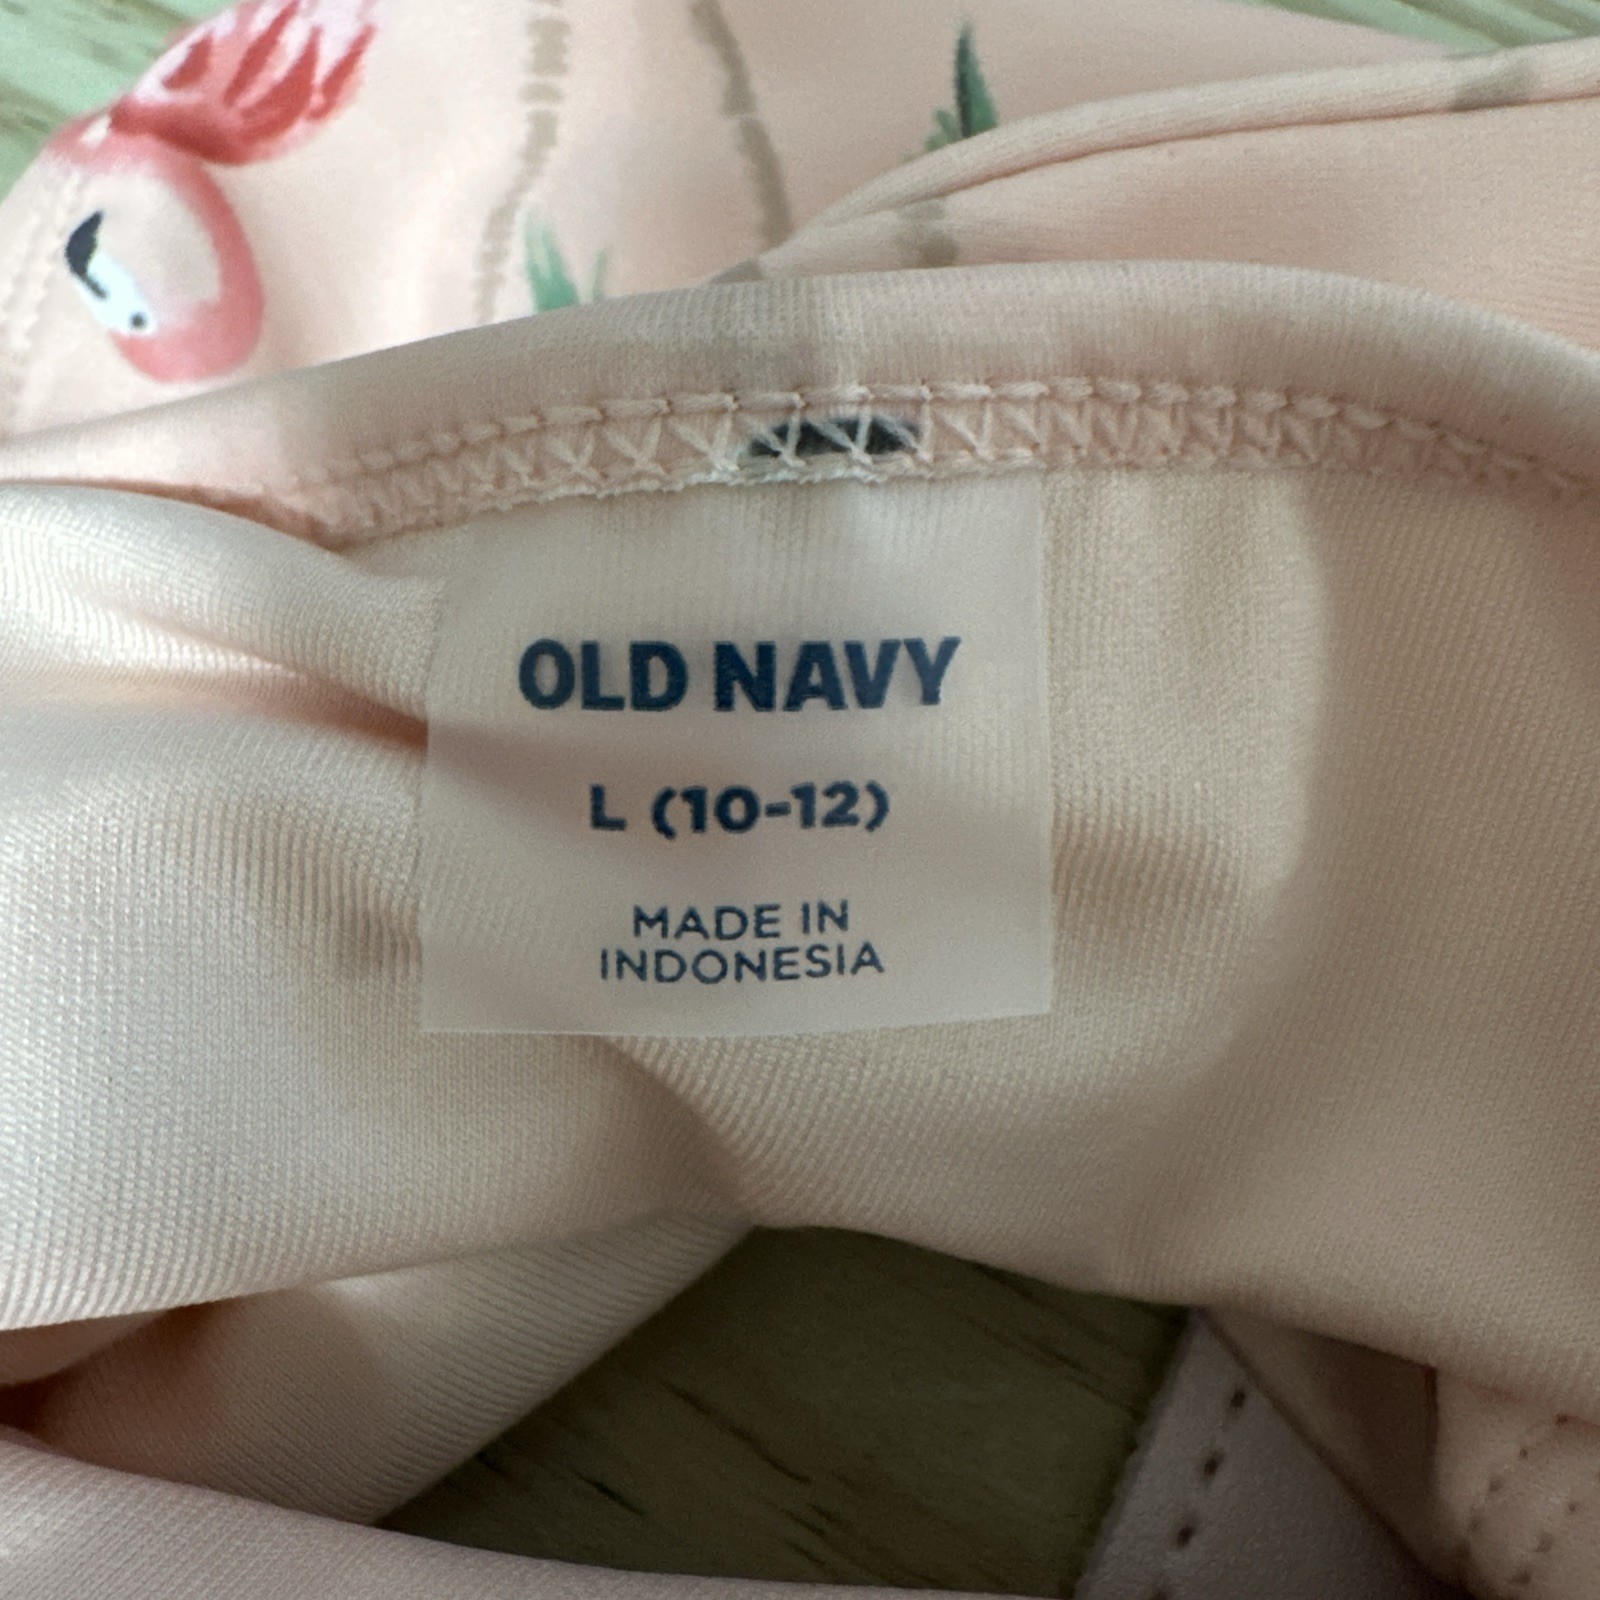 OLD NAVY
L (10-12)
MADE IN
INDONESIA